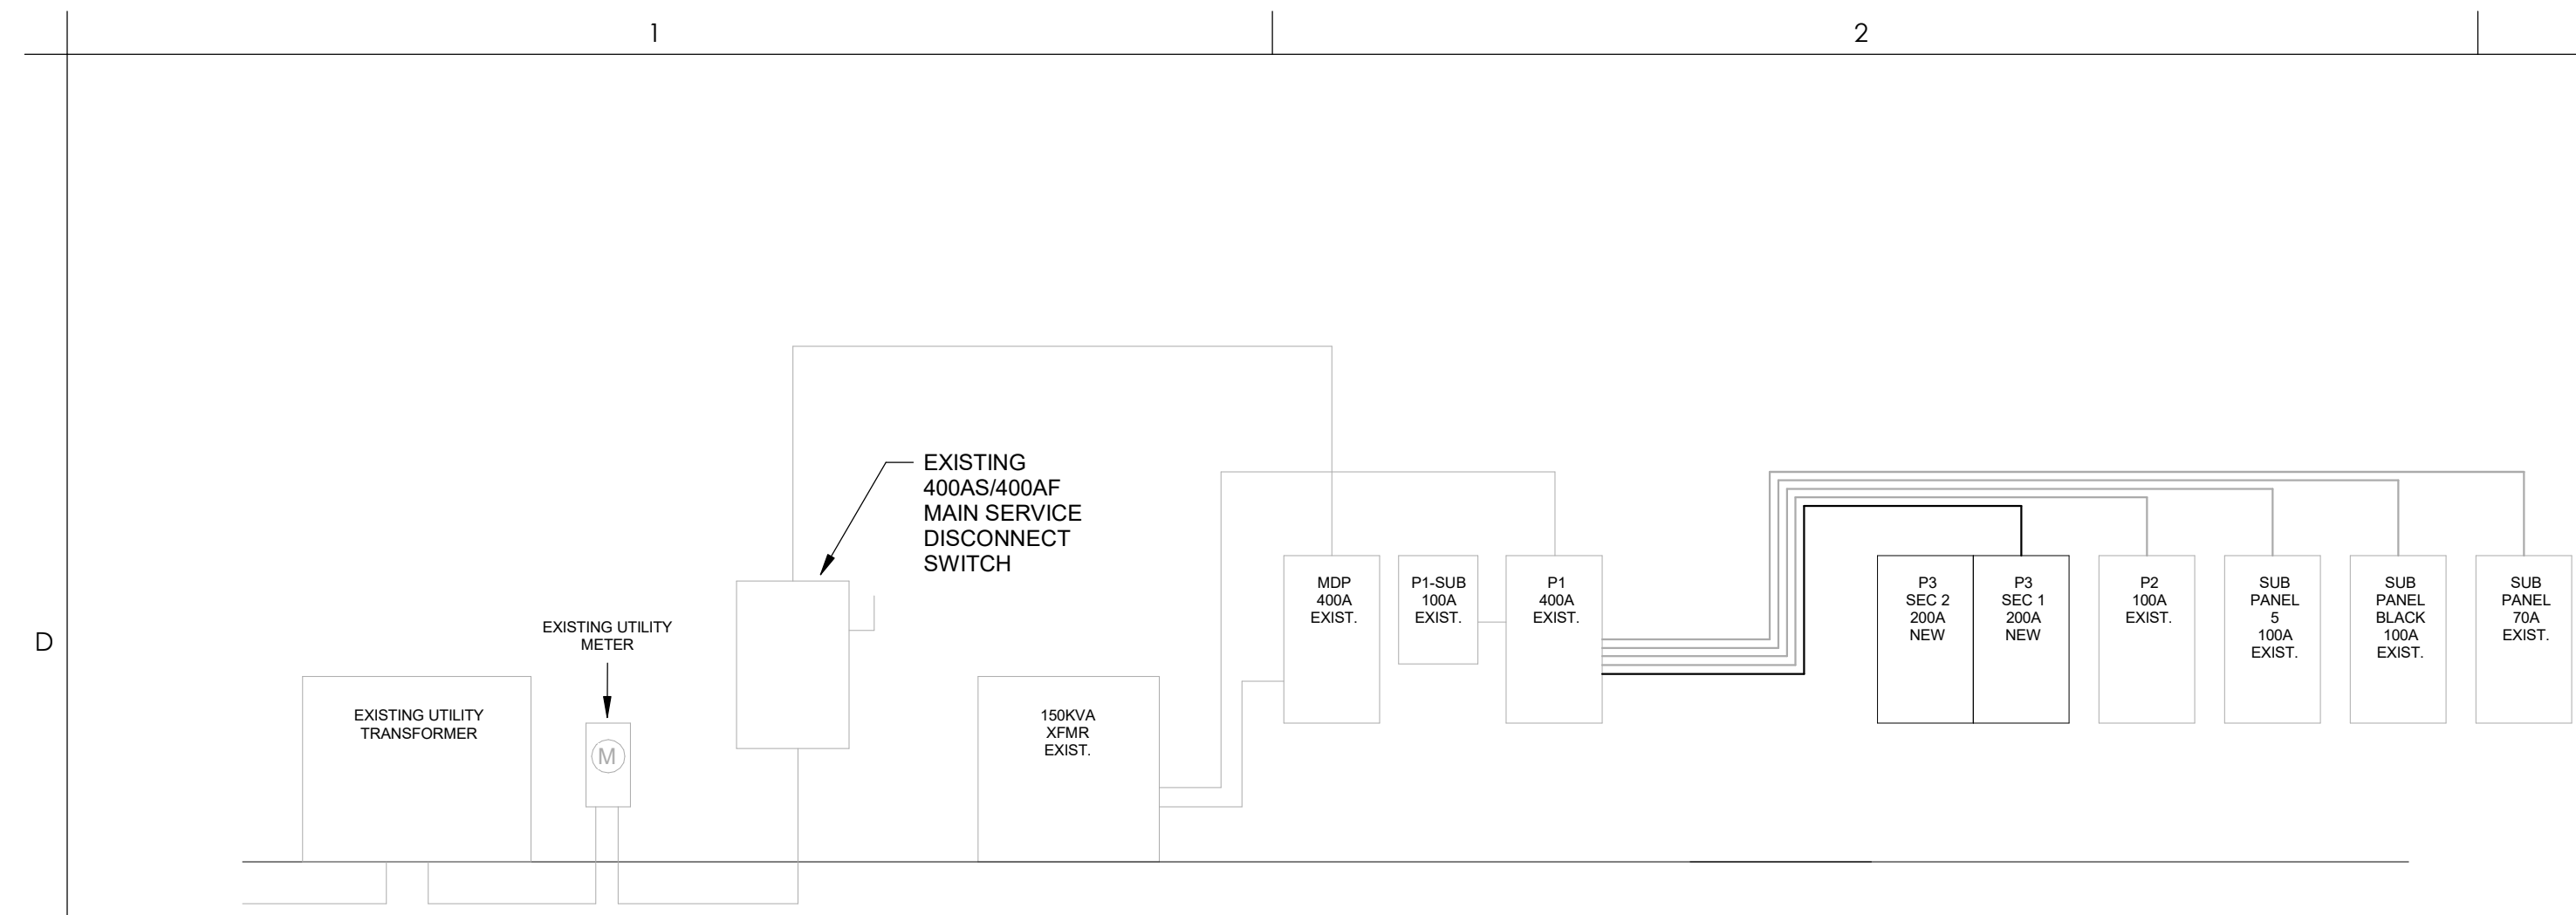 1
2
D
EXISTING
400AS/400AF
MAIN SERVICE
DISCONNECT
SWITCH
EXISTING UTILITY
METER
EXISTING UTILITY
TRANSFORMER
M
150KVA
XFMR
EXIST.
MDP
400A
EXIST.
P1-SUB
100A
EXIST.
P1
400A
EXIST.
P3
SEC 2
200A
NEW
P3
SEC 1
200A
NEW
P2
100A
EXIST.
SUB
PANEL
5
100A
EXIST.
SUB
PANEL
BLACK
100A
EXIST.
SUB
PANEL
70A
EXIST.